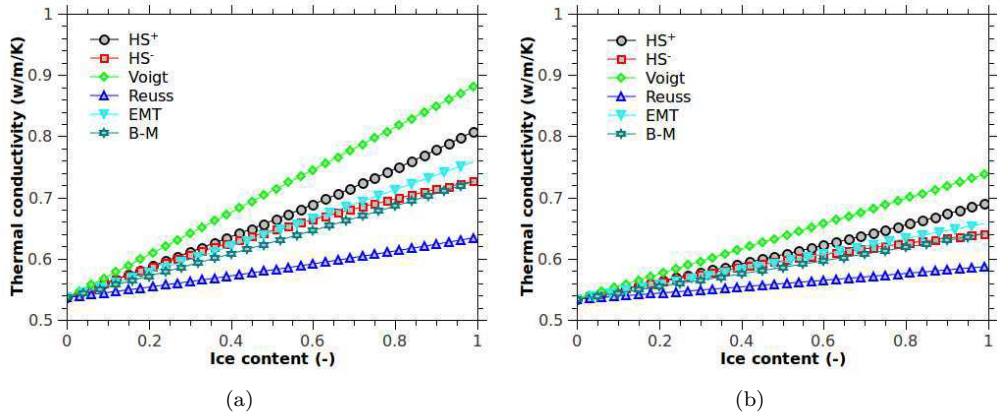 Thermal conductivity (w/m/K)
1
0.9
0.8
0.7
0.6
0.5
HS+
HS-
Voigt
Reuss
EMT
B-M
0 0.2 0.4 0.6 0.8 1
Ice content (-)
(a)
Thermal conductivity (w/m/K)
1
0.9
0.8
0.7
0.6
0.5
HS+
HS-
Voigt
Reuss
EMT
B-M
0 0.2 0.4 0.6 0.8 1
Ice content (-)
(b)